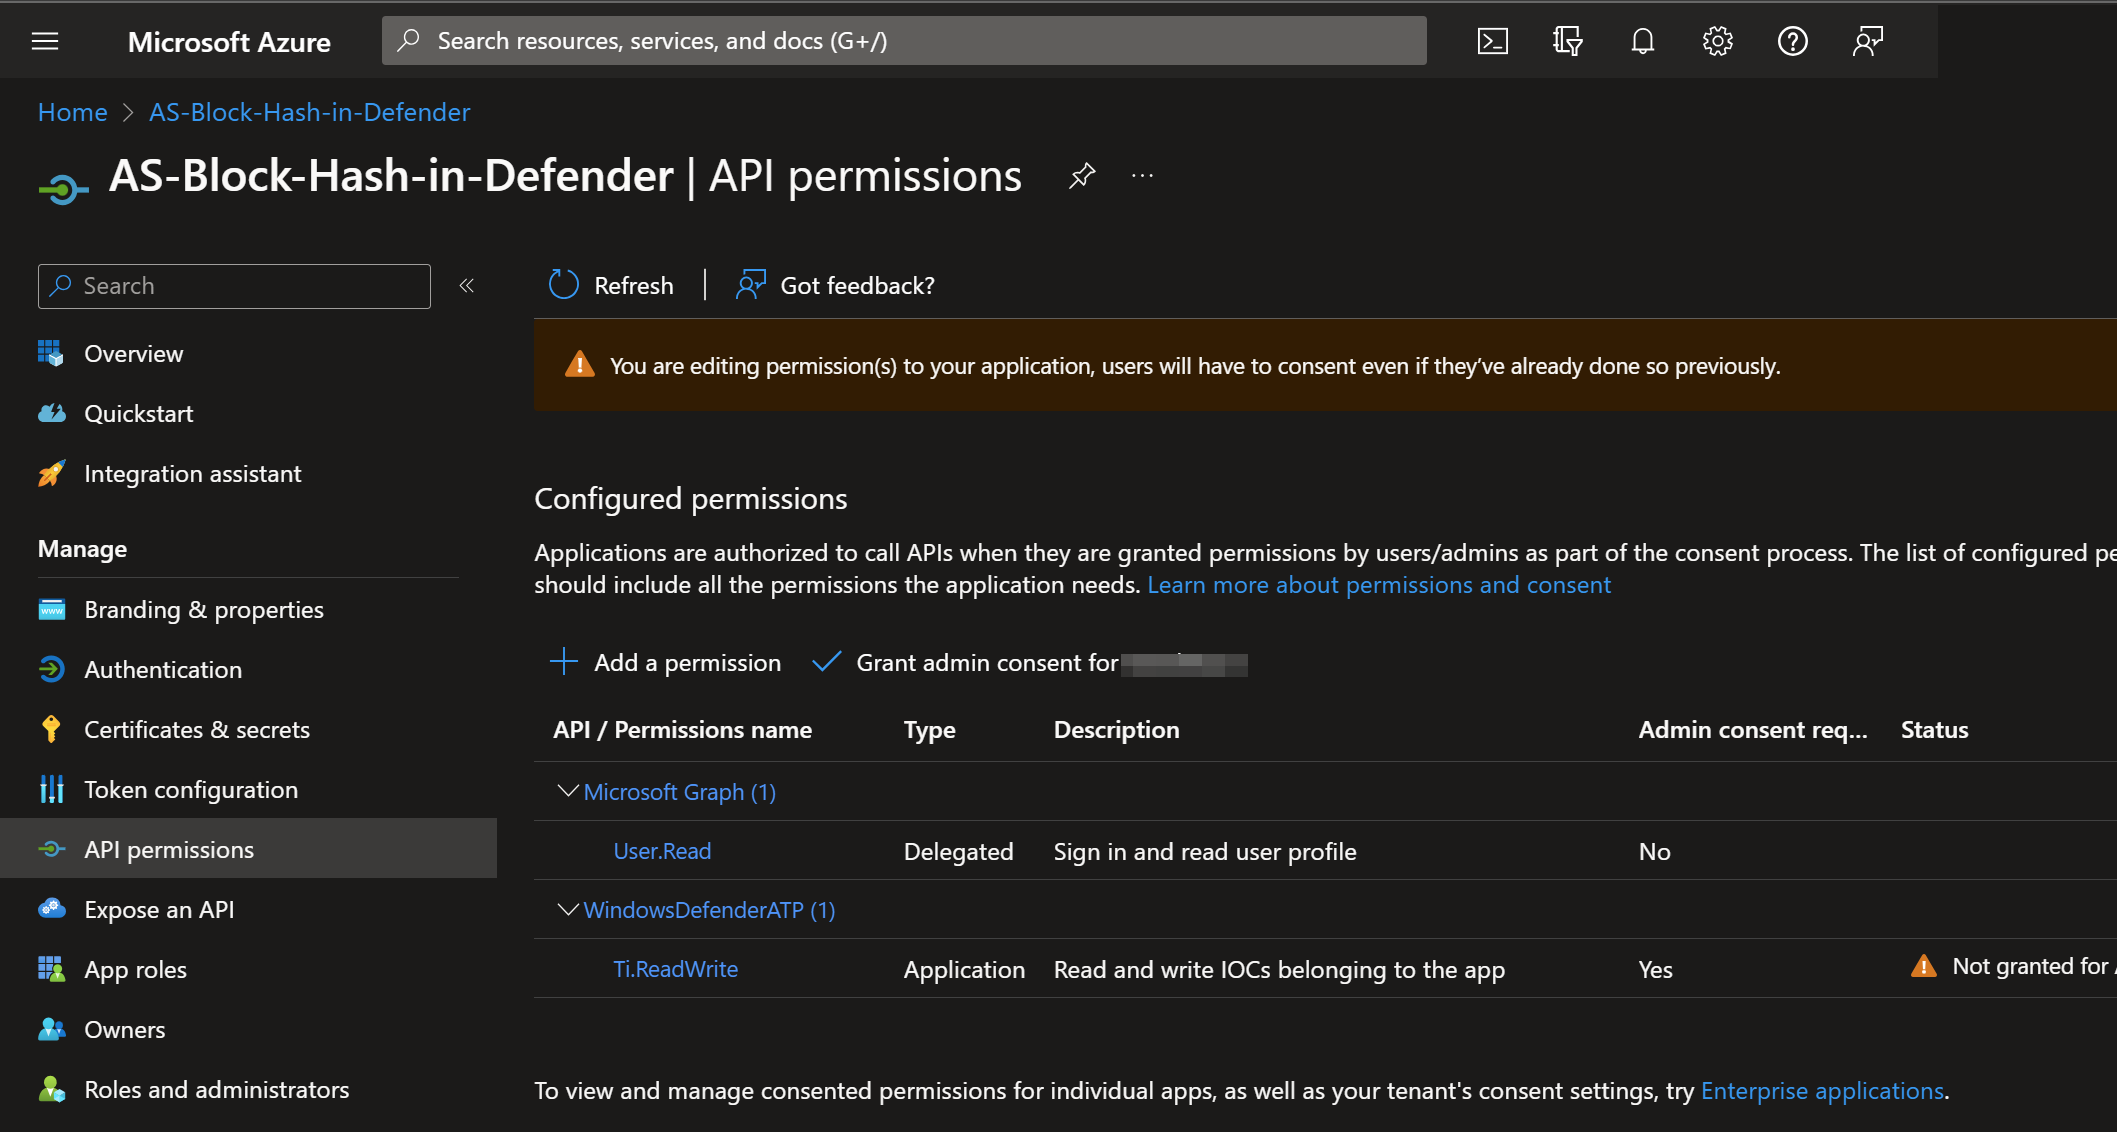 Microsoft Azure
Search resources, services, and docs (G+/)
Home > AS-Block-Hash-in-Defender
AS-Block-Hash-in-Defender | API permissions
Search
Refresh
Got feedback?
You are editing permission(s) to your application, users will have to consent even if they’ve already done so previously.
Overview
Quickstart
Integration assistant
Manage
Branding & properties
Authentication
Certificates & secrets
Token configuration
API permissions
Expose an API
App roles
Owners
Roles and administrators
Configured permissions
Applications are authorized to call APIs when they are granted permissions by users/admins as part of the consent process. The list of configured
should include all the permissions the application needs. Learn more about permissions and consent
Add a permission
Grant admin consent for
API / Permissions name Type Description Admin consent req... Status
Microsoft Graph (1)
User.Read Delegated Sign in and read user profile No
WindowsDefenderATP (1)
Ti.ReadWrite Application Read and write IOCs belonging to the app Yes Not granted for
To view and manage consented permissions for individual apps, as well as your tenant's consent settings, try Enterprise applications.